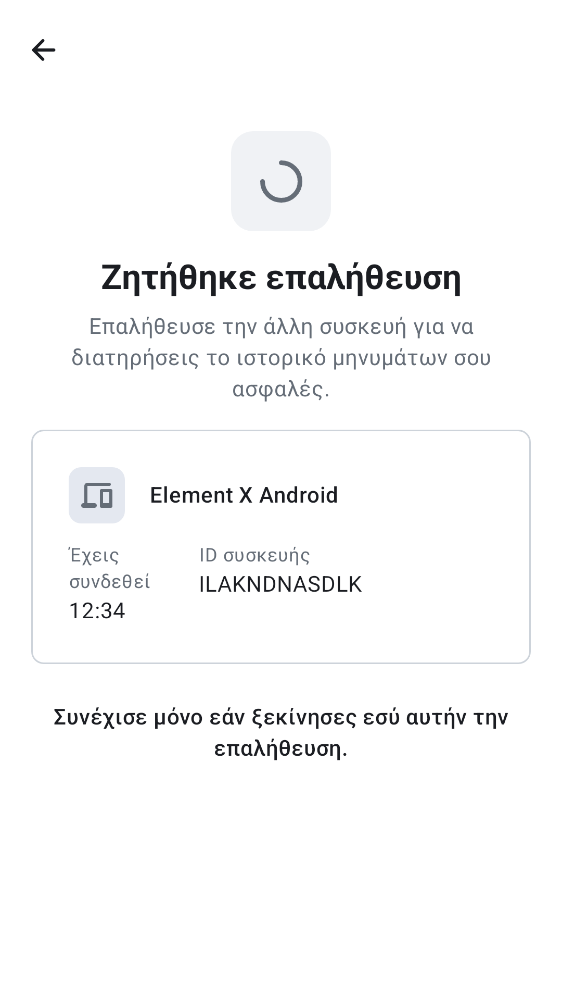 Ζητήθηκε επαλήθευση
Επαλήθευσε την άλλη συσκευή για να
διατηρήσεις το ιστορικό μηνυμάτων σου
ασφαλές.
Element X Android
Έχεις
συνδεθεί
12:34
ID συσκευής
ILAKNDNASDLK
Συνέχισε μόνο εάν ξεκίνησες εσύ αυτήν την
επαλήθευση.